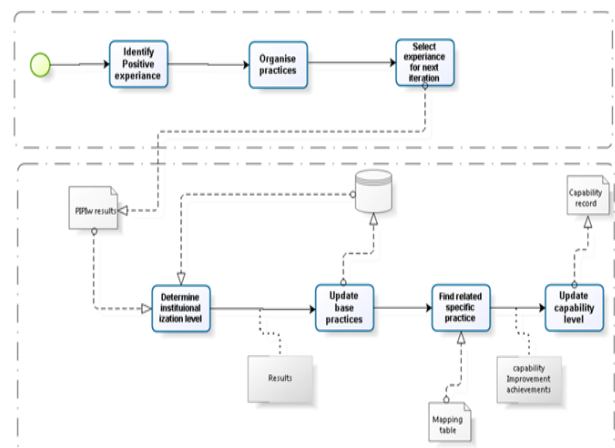 Identify
Positive
experiance
Organise
practices
Select
experiance
for next
iteration
PIPIw results
Capability
record
Determine
instituional
ization level
Update
base
practices
Find related
specific
practice
Update
capability
level
Results
capability
Improvement
achievements
Mapping
table